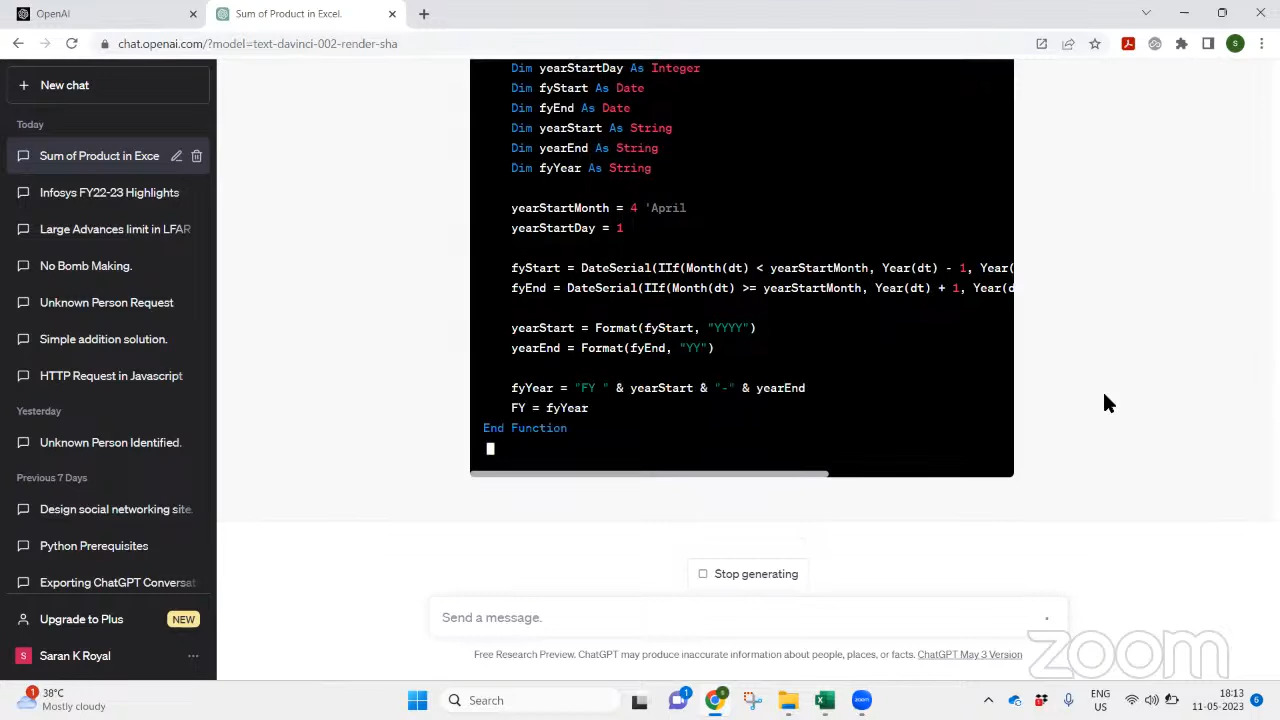 OpenAI
Sum of Product in Excel.
chat.openai.com/?model=text-davinci-002-render-sha
S
New chat
Today
Sum of Product in Exce
Infosys FY22-23 Highlights
Large Advances limit in LFAR
No Bomb Making.
Unknown Person Request
Simple addition solution.
HTTP Request in Javascript
Yesterday
Unknown Person Identified.
Previous 7 Days
Design social networking site.
Python Prerequisites
Exporting ChatGPT Conversat
Upgrade to Plus NEW
S Saran K Royal ...
Dim yearStartDay As Integer
Dim fyStart As Date
Dim fyEnd As Date
Dim yearStart As String
Dim yearEnd As String
Dim fyYear As String
yearStartMonth = 4 'April
yearStartDay = 1
fyStart = DateSerial(IIf(Month(dt) < yearStartMonth, Year(dt) - 1, Year(
fyEnd = DateSerial(IIf(Month(dt) >= yearStartMonth, Year(dt) + 1, Year(d
yearStart = Format(fyStart, "YYYY")
yearEnd = Format(fyEnd, "YY")
fyYear = "FY " & yearStart & "-" & yearEnd
FY = fyYear
End Function
Stop generating
Send a message.
Free Research Preview. ChatGPT may produce inaccurate information about people, places, or facts. ChatGPT May 3 Version
zoom
1
38°C
Mostly cloudy
Search
1
6
zoom
ENG
US
18:13
11-05-2023
6